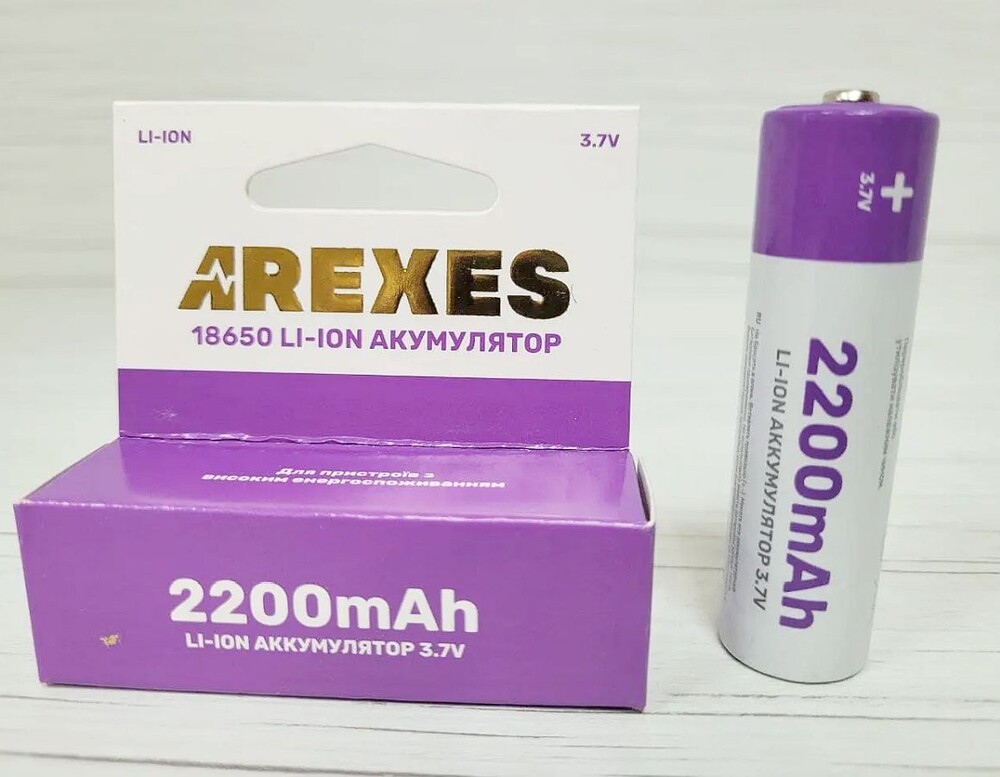 LI-ION
3.7V
AREXES
18650 LI-ION АКУМУЛЯТОР
Для пристроїв з
високим енергоспоживанням
2200mAh
LI-ION АККУМУЛЯТОР 3.7V
+
3.7V
2200mAh
LI-ION АККУМУЛЯТОР 3.7V